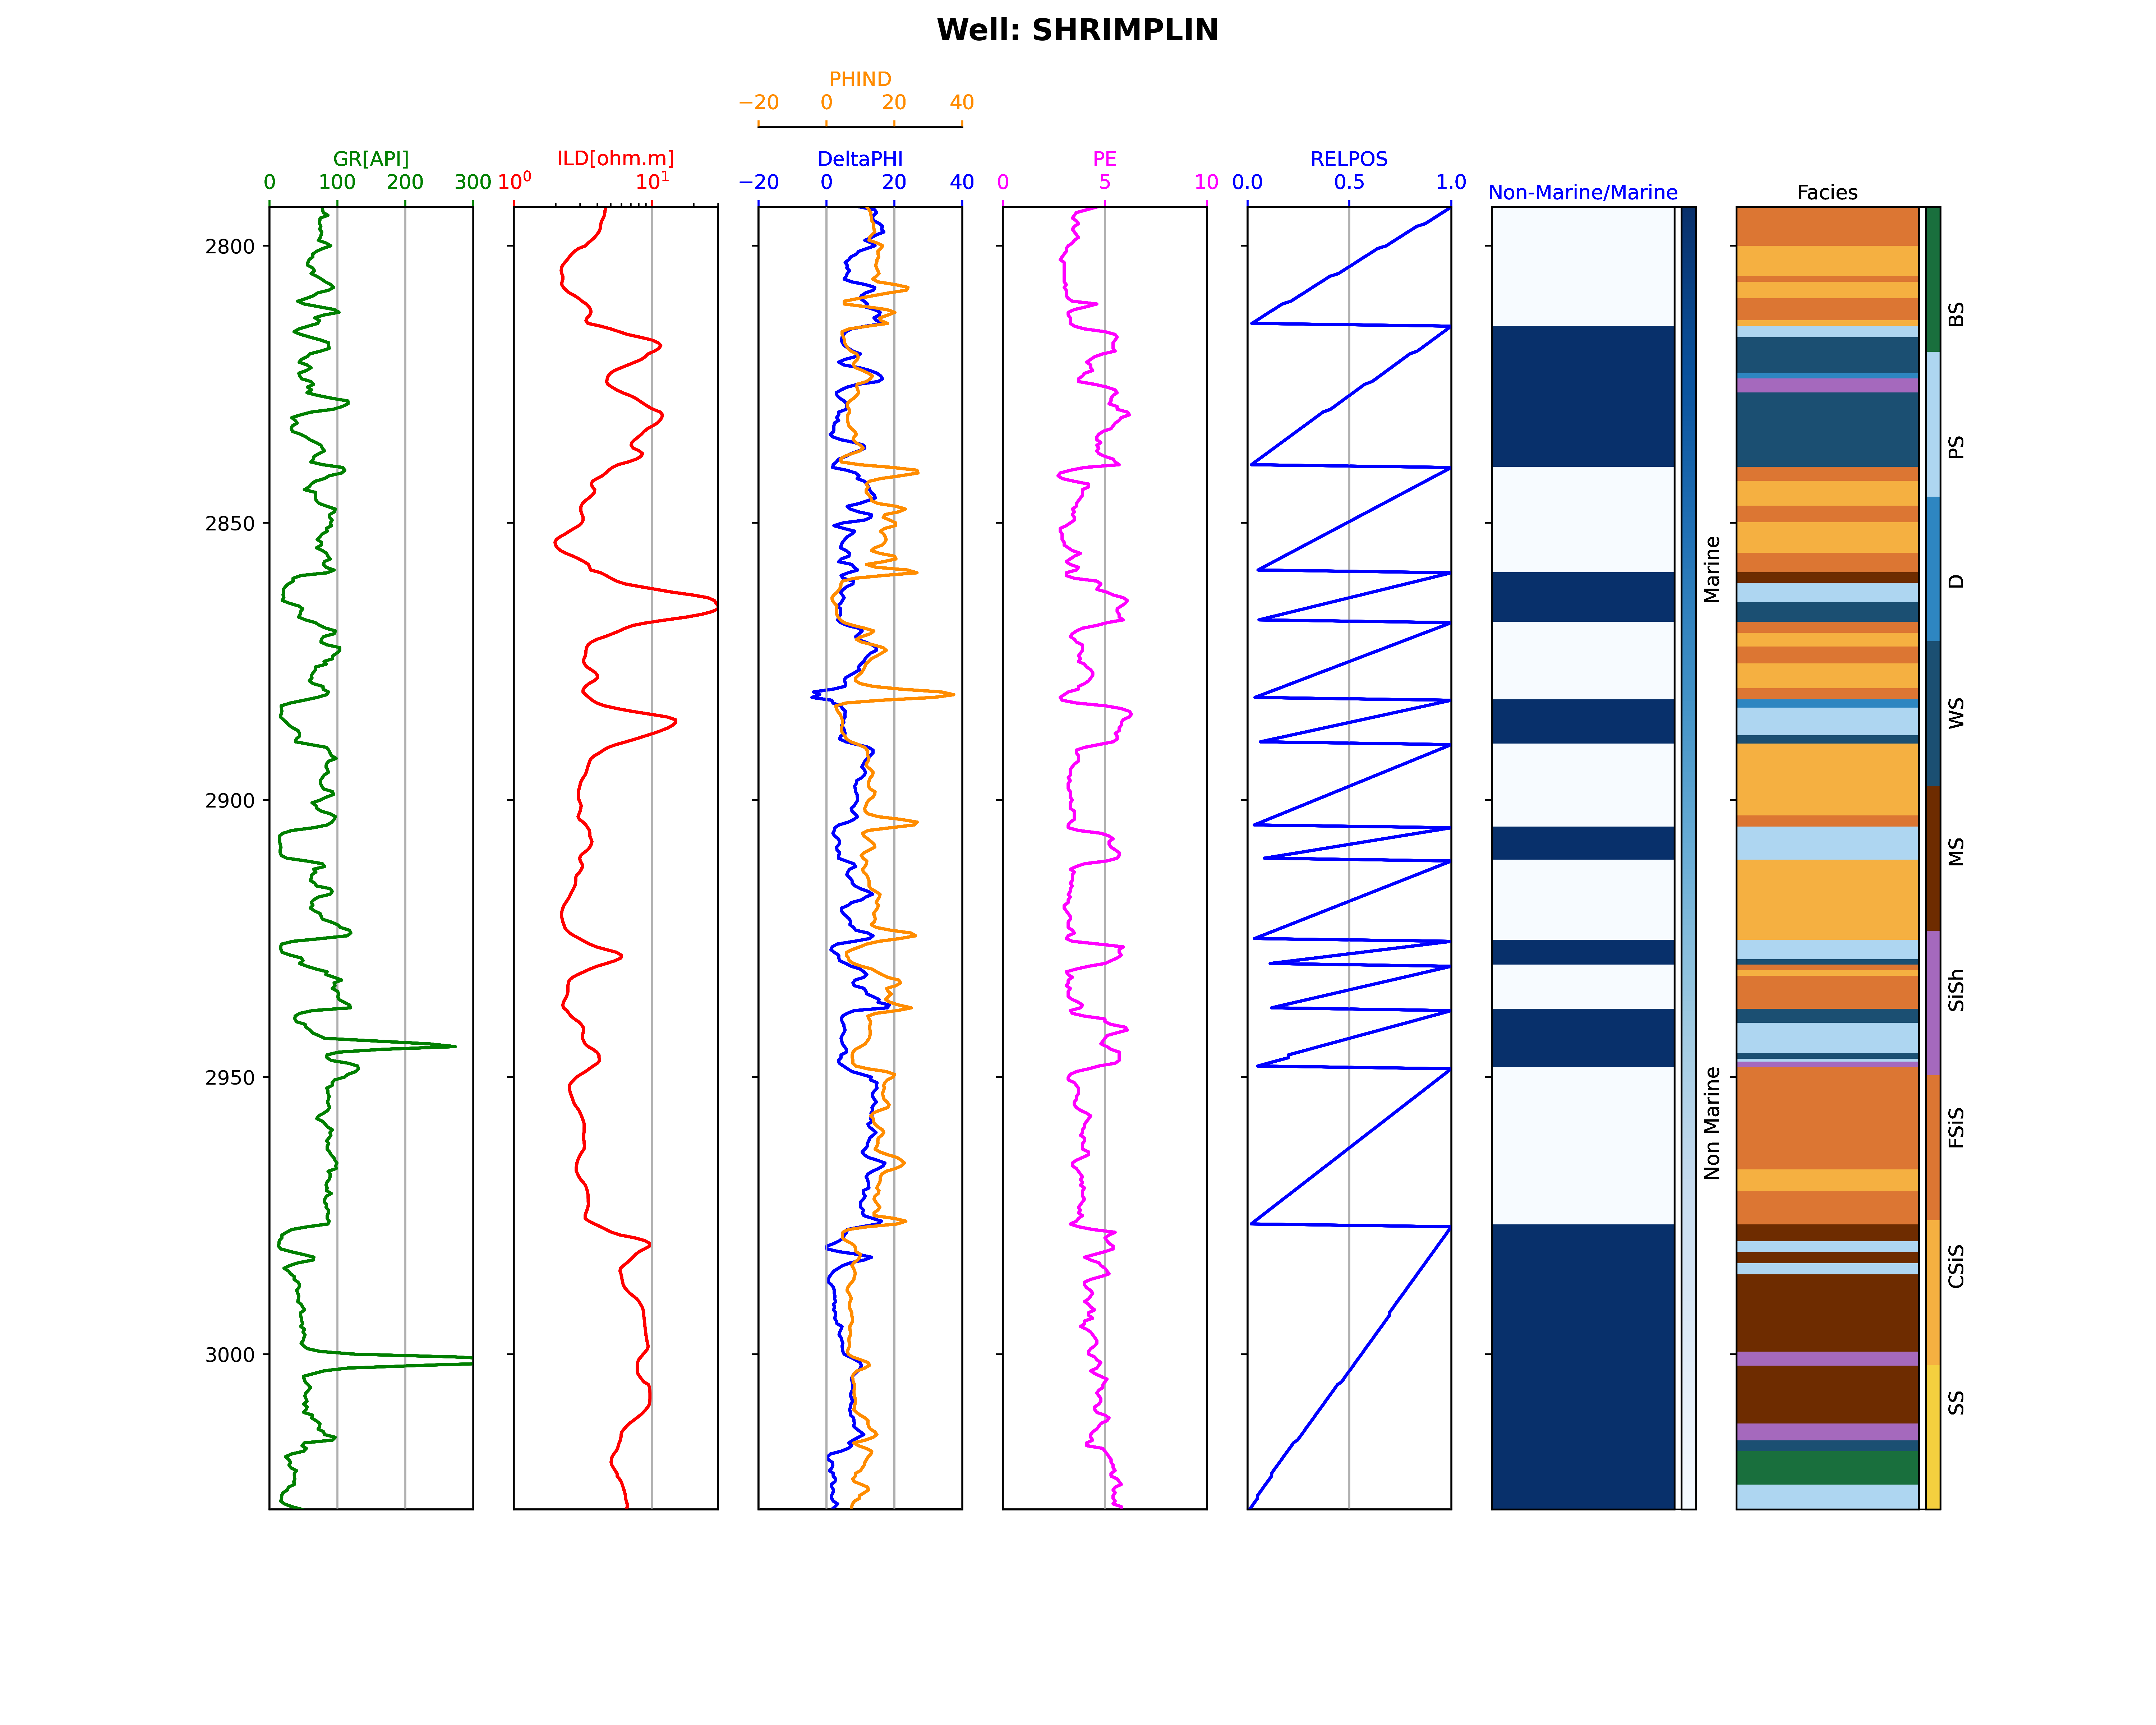 Well: SHRIMPLIN
PHIND
−20 0 20 40
GR[API] ILD[ohm.m] DeltaPHI PE RELPOS
0 100 200 300 10⁰ 10¹ −20 0 20 40 0 5 10 0.0 0.5 1.0
Non-Marine/Marine Facies
2800
2850
2900
2950
3000
Marine
Non Marine
BS
PS
D
WS
MS
SiSh
FSiS
CSiS
SS